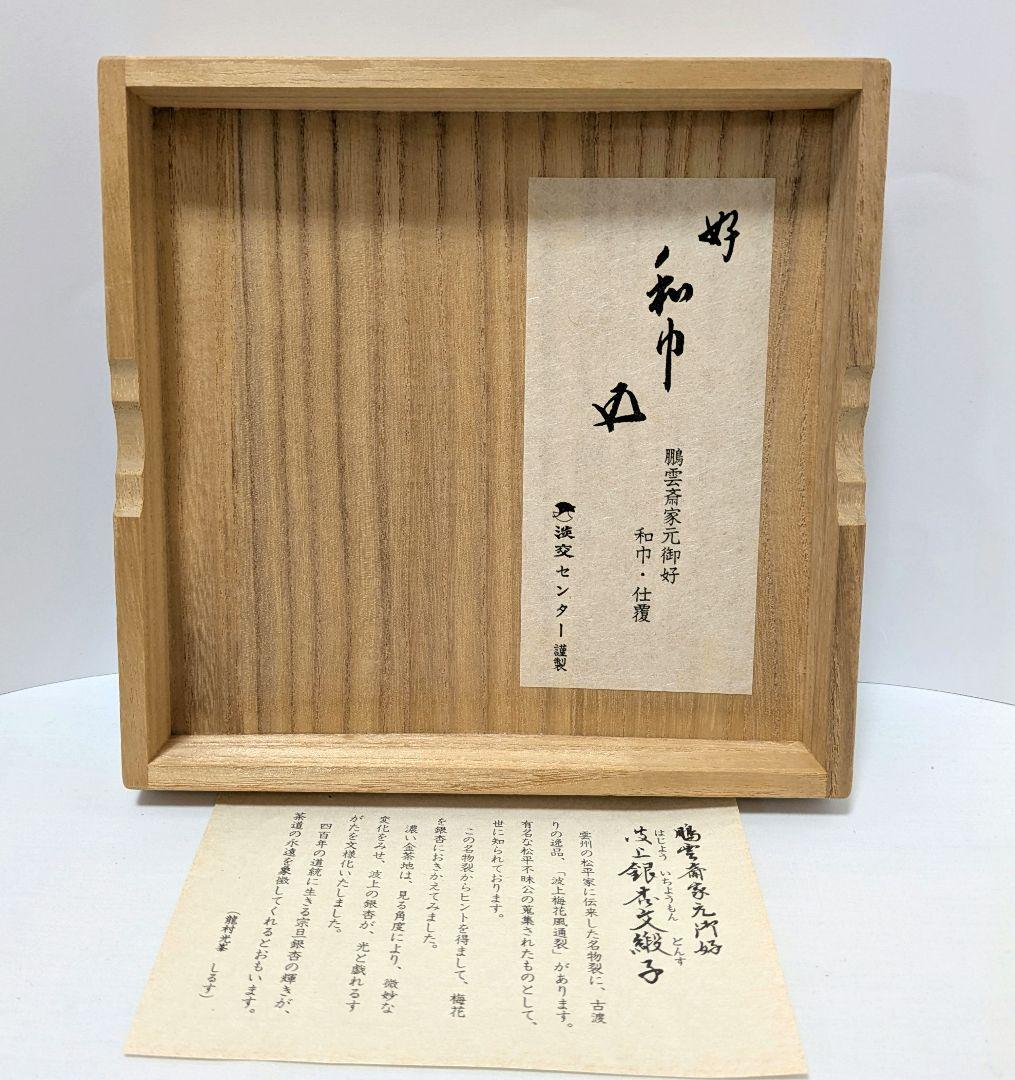 好
和巾
鵬雲斎家元御好
和巾・仕覆
淡交センター謹製
鵬雲斎家元御好
はじょう いちょうもん どんす
波上銀杏文緞子
雲州の松平家に伝来した名物裂に、古渡
りの逸品、「波上梅花風通裂」があります。
有名な松平不昧公の蒐集されたものとして、
世に知られております。
この名物裂からヒントを得まして、梅花
を銀杏におきかえてみました。
濃い金茶地は、見る角度により、微妙な
変化をみせ、波上の銀杏が、光と戯れるす
がたを文様化いたしました。
四百年の道統に生きる宗旦銀杏の輝きが、
茶道の永遠を象徴してくれるとおもいます。
(龍村光峯 しるす)